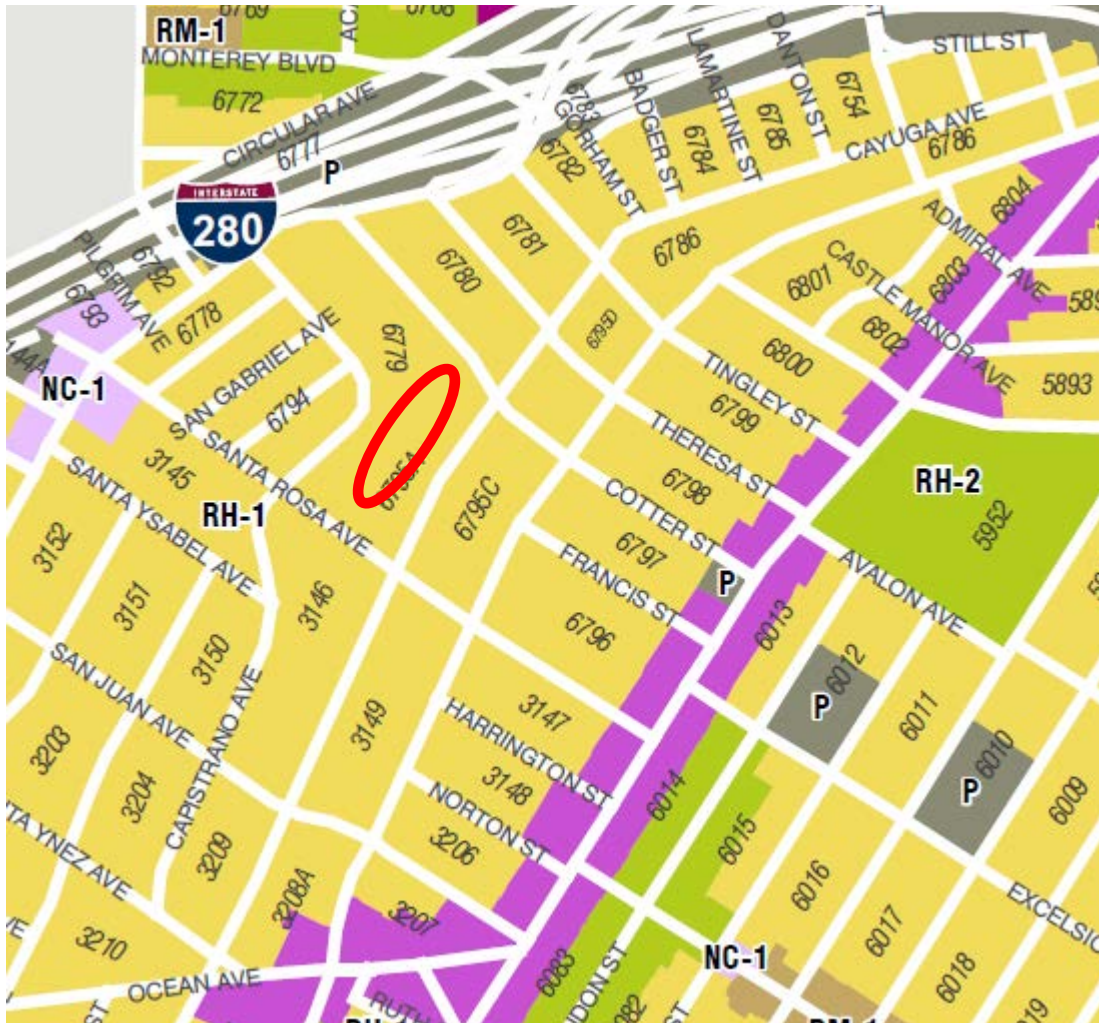 6769
ACA
6768
RM-1
MONTEREY BLVD
6772
CIRCULAR AVE
6777
P
INTERSTATE
280
PILGRIM AVE
6792
6793
6778
144A
NC-1
SAN GABRIEL AVE
6794
SANTA ROSA AVE
3145
RH-1
SANTA YSABEL AVE
6779
6780
6781
6782
6783
GORHAM ST
BADGER ST
6784
LAMARTINE ST
6785
DANTON ST
6754
STILL ST
CAYUGA AVE
6786
6786
6795D
6801
CASTLE MANOR AVE
6802
6803
ADMIRAL AVE
6804
5893
6800
TINGLEY ST
6799
THERESA ST
6798
COTTER ST
6797
FRANCIS ST
6796
P
6795C
RH-2
5952
AVALON AVE
3152
3151
3150
3146
SAN JUAN AVE
CAPISTRANO AVE
3149
3147
HARRINGTON ST
3148
NORTON ST
3206
3203
3204
3209
3208A
3207
3210
OCEAN AVE
6013
6012
P
6011
6010
P
6009
6014
6015
6016
6017
6018
EXCELSIO
NC-1
6083